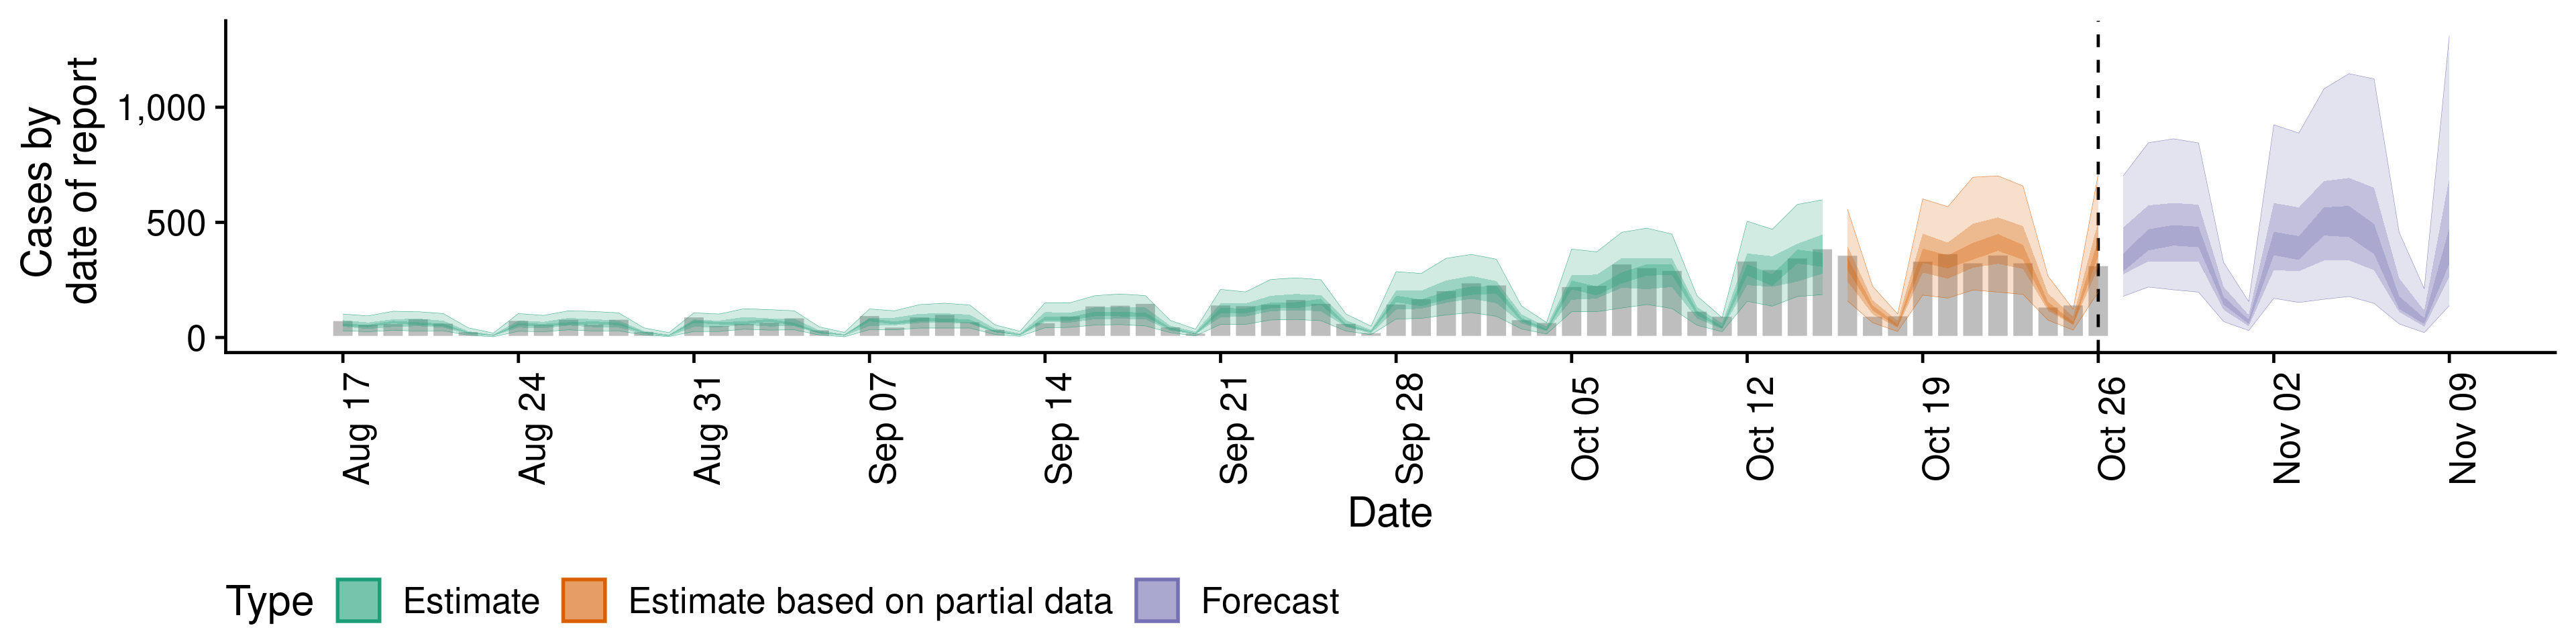 Cases by
date of report
1,000
500
0
Aug 17
Aug 24
Aug 31
Sep 07
Sep 14
Sep 21
Sep 28
Oct 05
Oct 12
Oct 19
Oct 26
Nov 02
Nov 09
Date
Type Estimate Estimate based on partial data Forecast